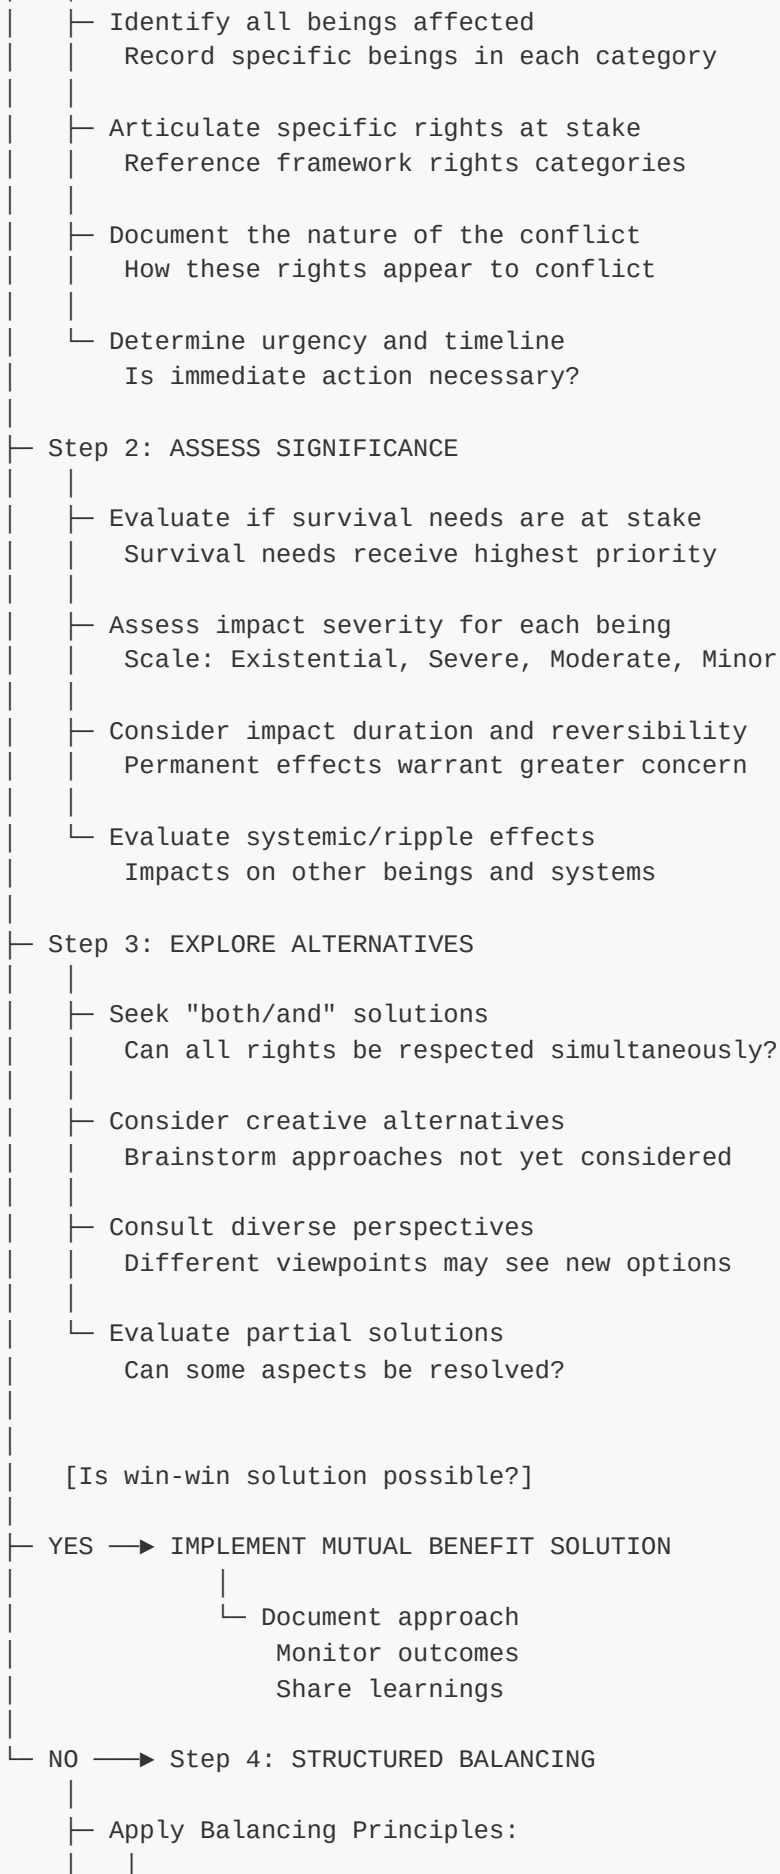 ├─ Identify all beings affected
Record specific beings in each category
├─ Articulate specific rights at stake
Reference framework rights categories
├─ Document the nature of the conflict
How these rights appear to conflict
└─ Determine urgency and timeline
Is immediate action necessary?
├─ Step 2: ASSESS SIGNIFICANCE
├─ Evaluate if survival needs are at stake
Survival needs receive highest priority
├─ Assess impact severity for each being
Scale: Existential, Severe, Moderate, Minor
├─ Consider impact duration and reversibility
Permanent effects warrant greater concern
└─ Evaluate systemic/ripple effects
Impacts on other beings and systems
├─ Step 3: EXPLORE ALTERNATIVES
├─ Seek "both/and" solutions
Can all rights be respected simultaneously?
├─ Consider creative alternatives
Brainstorm approaches not yet considered
├─ Consult diverse perspectives
Different viewpoints may see new options
└─ Evaluate partial solutions
Can some aspects be resolved?
[Is win-win solution possible?]
├─ YES ──► IMPLEMENT MUTUAL BENEFIT SOLUTION
└─ Document approach
Monitor outcomes
Share learnings
└─ NO ───► Step 4: STRUCTURED BALANCING
├─ Apply Balancing Principles: